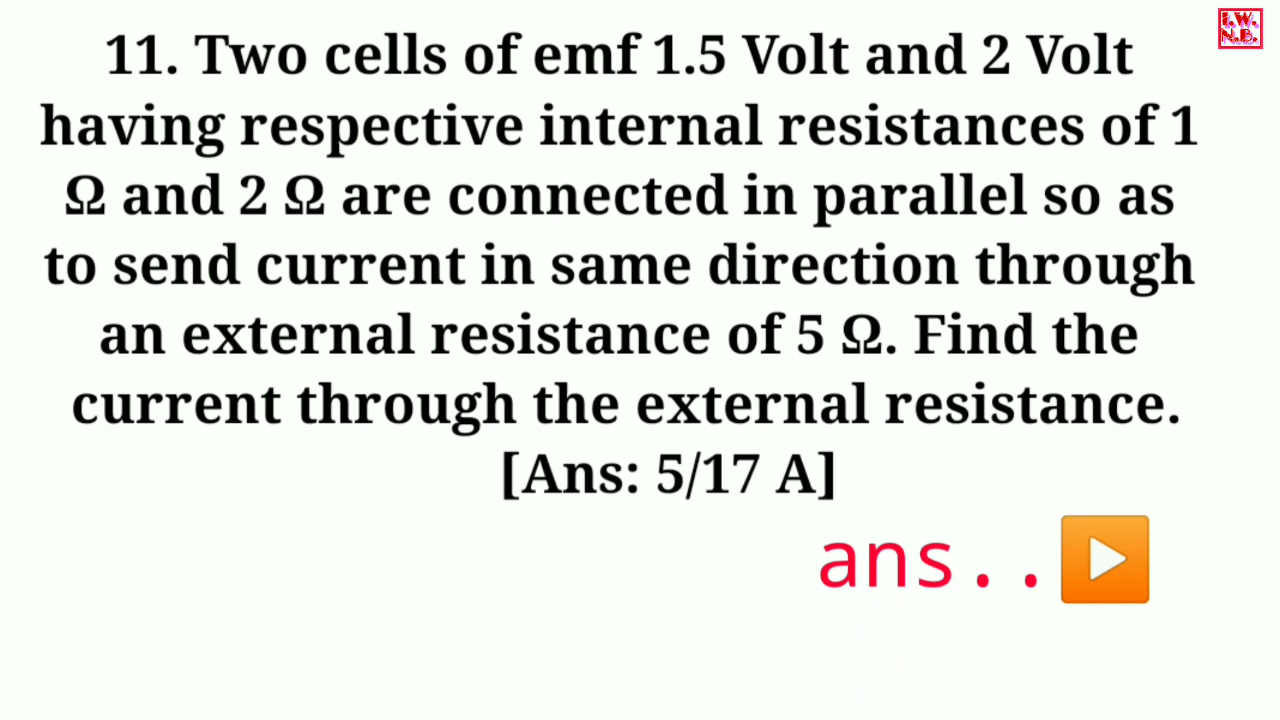 I.W.
N.B.
11. Two cells of emf 1.5 Volt and 2 Volt
having respective internal resistances of 1
Ω and 2 Ω are connected in parallel so as
to send current in same direction through
an external resistance of 5 Ω. Find the
current through the external resistance.
[Ans: 5/17 A]
ans..